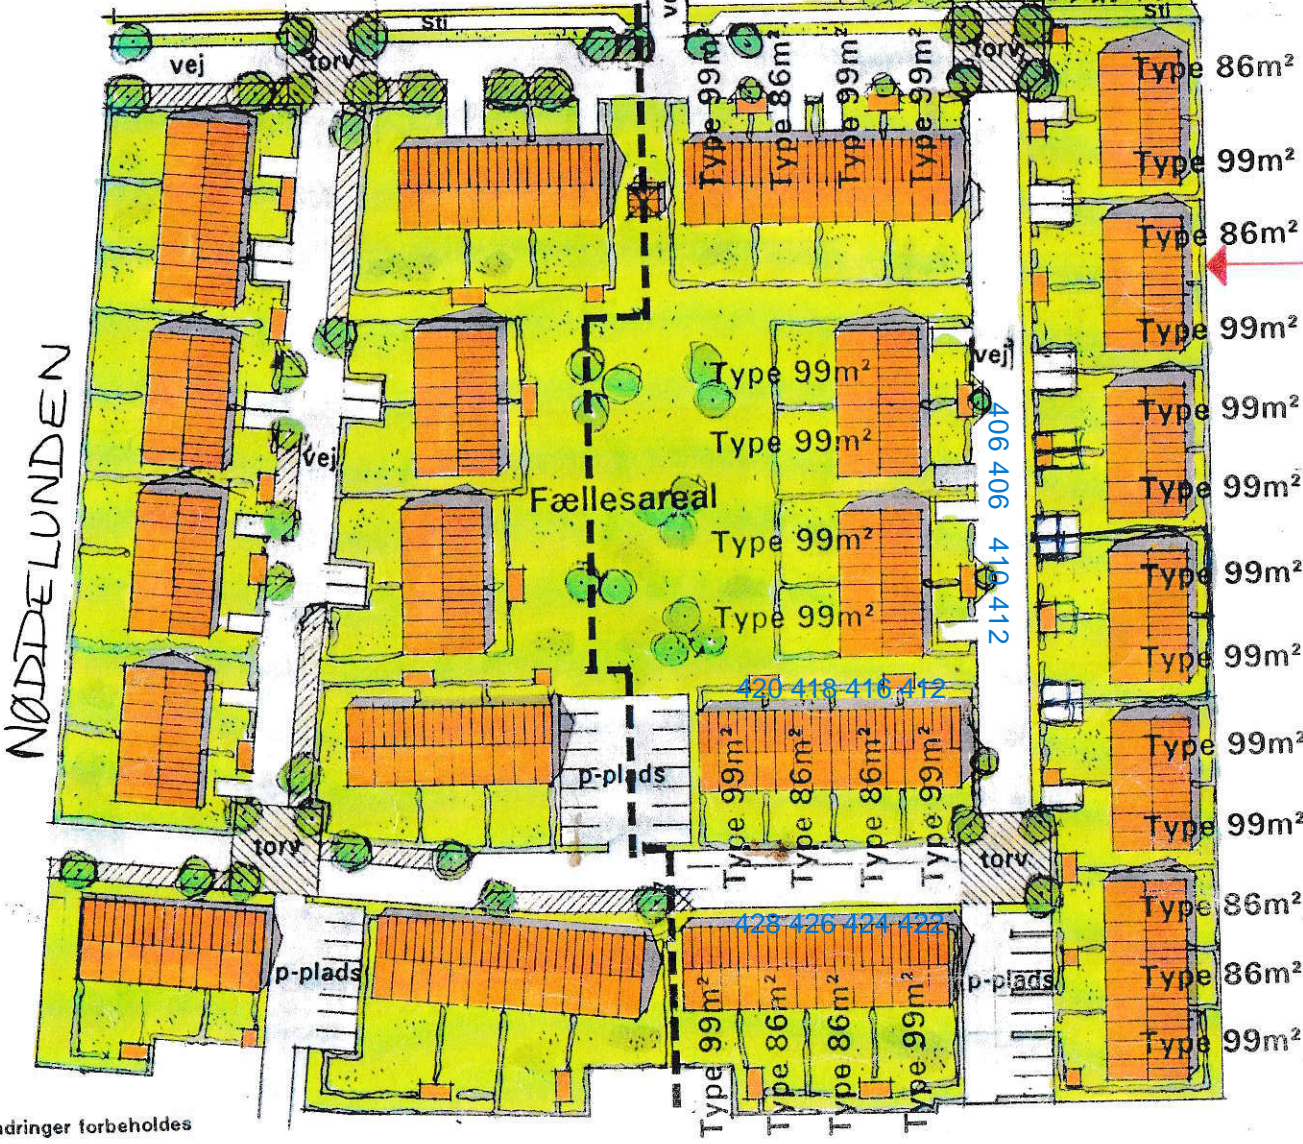 Sti
Sti
vej
torv
torv
Type 99m²
Type 86m²
Type 99m²
Type 99m²
Type 86m²
Type 99m²
Type 86m²
Type 99m²
NØDDELUNDEN
vej
Type 99m²
Type 99m²
vej
406 406 410 412
Type 99m²
Type 99m²
Fællesareal
Type 99m²
Type 99m²
Type 99m²
Type 99m²
420 418 416 412
p-plads
Type 99m²
Type 86m²
Type 86m²
Type 99m²
Type 99m²
Type 99m²
torv
torv
428 426 424 422
p-plads
p-plads
Type 99m²
Type 86m²
Type 86m²
Type 99m²
Type 86m²
Type 86m²
Type 99m²
ndringer forbeholdes